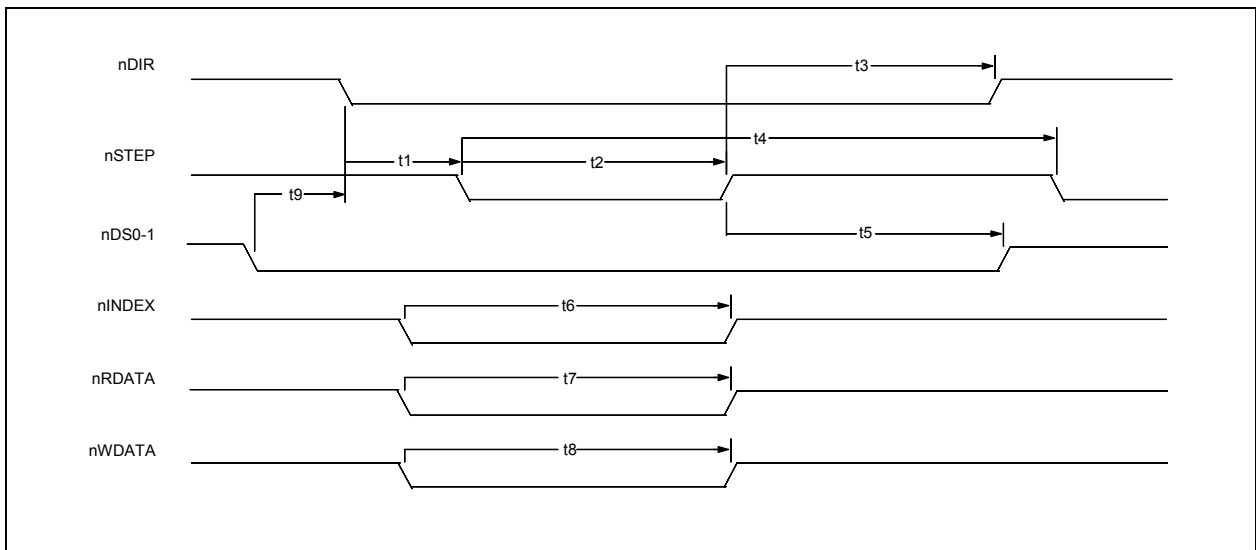 nDIR
t3
t4
nSTEP
t1
t2
t9
nDS0-1
t5
nINDEX
t6
nRDATA
t7
nWDATA
t8